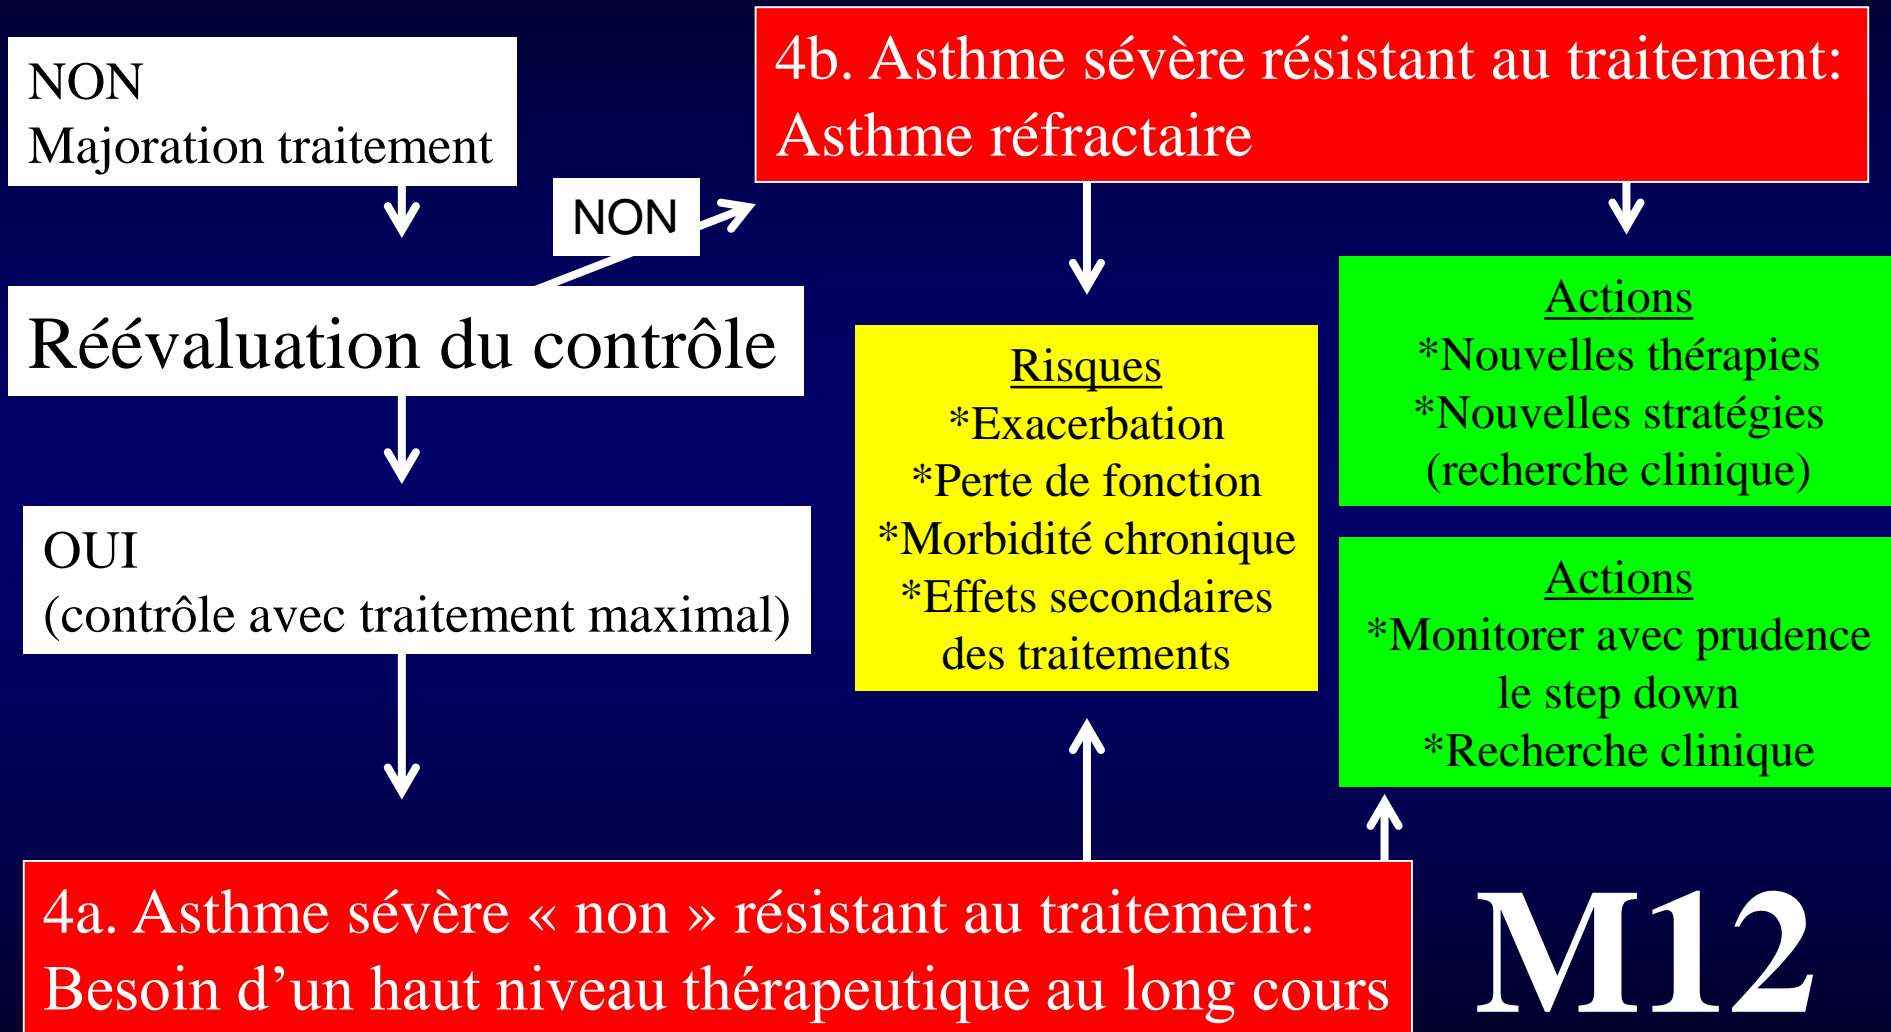 NON
Majoration traitement
4b. Asthme sévère résistant au traitement:
Asthme réfractaire
NON
Réévaluation du contrôle
OUI
(contrôle avec traitement maximal)
Risques
*Exacerbation
*Perte de fonction
*Morbidité chronique
*Effets secondaires
des traitements
Actions
*Nouvelles thérapies
*Nouvelles stratégies
(recherche clinique)
Actions
*Monitorer avec prudence
le step down
*Recherche clinique
4a. Asthme sévère « non » résistant au traitement:
Besoin d’un haut niveau thérapeutique au long cours
M12